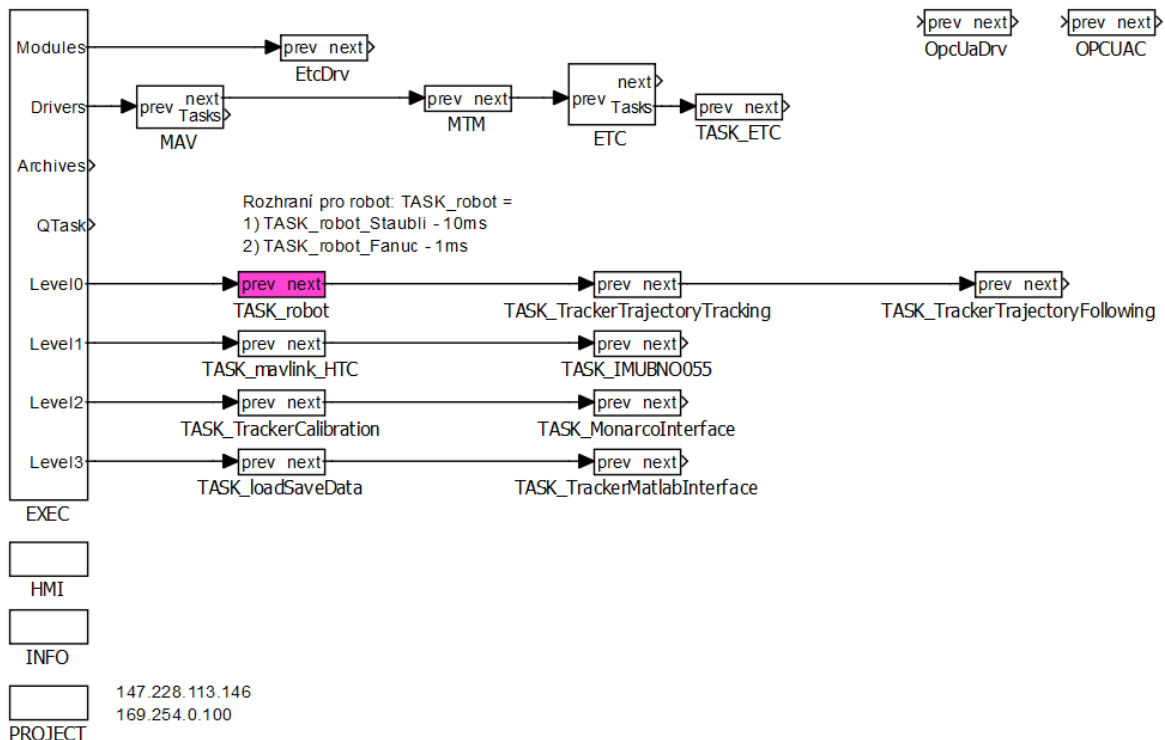 prev next
prev next
OpcUaDrv
OPCUAC
Modules
prev next
EtcDrv
Drivers
prev next
Tasks
MAV
prev next
MTM
prev next
Tasks
ETC
prev next
TASK_ETC
Archives
QTask
Rozhraní pro robot: TASK_robot =
1) TASK_robot_Staubli - 10ms
2) TASK_robot_Fanuc - 1ms
Level0
prev next
prev next
prev next
TASK_robot
TASK_TrackerTrajectoryTracking
TASK_TrackerTrajectoryFollowing
Level1
prev next
prev next
TASK_mavlink_HTC
TASK_IMUBNO055
Level2
prev next
prev next
TASK_TrackerCalibration
TASK_MonarcoInterface
Level3
prev next
prev next
TASK_loadSaveData
TASK_TrackerMatlabInterface
EXEC
HMI
INFO
147.228.113.146
169.254.0.100
PROJECT